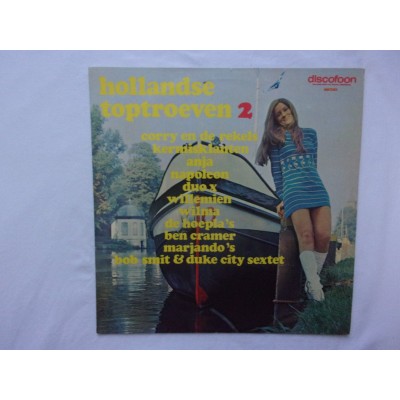 hollandse
toptroeven 2
discofoon
corry en de rekels
kermisklanten
anja
napoleon
duo x
willemien
wilma
de hoepla's
ben cramer
marjando's
bob smit & duke city sextet